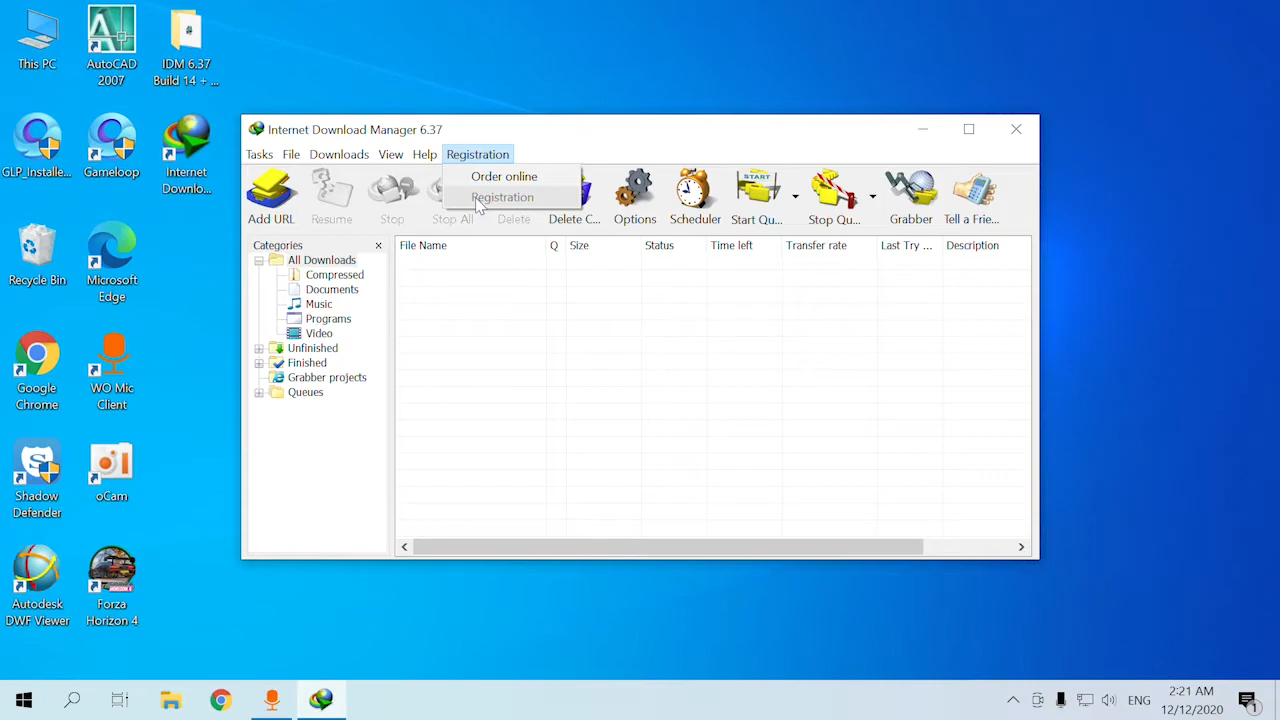 This PC
AutoCAD
2007
IDM 6.37
Build 14 + ...
GLP_Installe...
Gameloop
Internet
Downlo...
Recycle Bin
Microsoft
Edge
Google
Chrome
WO Mic
Client
Shadow
Defender
oCam
Autodesk
DWF Viewer
Forza
Horizon 4
Internet Download Manager 6.37
Tasks File Downloads View Help Registration
Order online
Registration
Add URL Resume Stop Stop All Delete Delete C... Options Scheduler Start Qu... Stop Qu... Grabber Tell a Frie...
Categories
File Name Q Size Status Time left Transfer rate Last Try ... Description
All Downloads
Compressed
Documents
Music
Programs
Video
Unfinished
Finished
Grabber projects
Queues
ENG
2:21 AM
12/12/2020
1